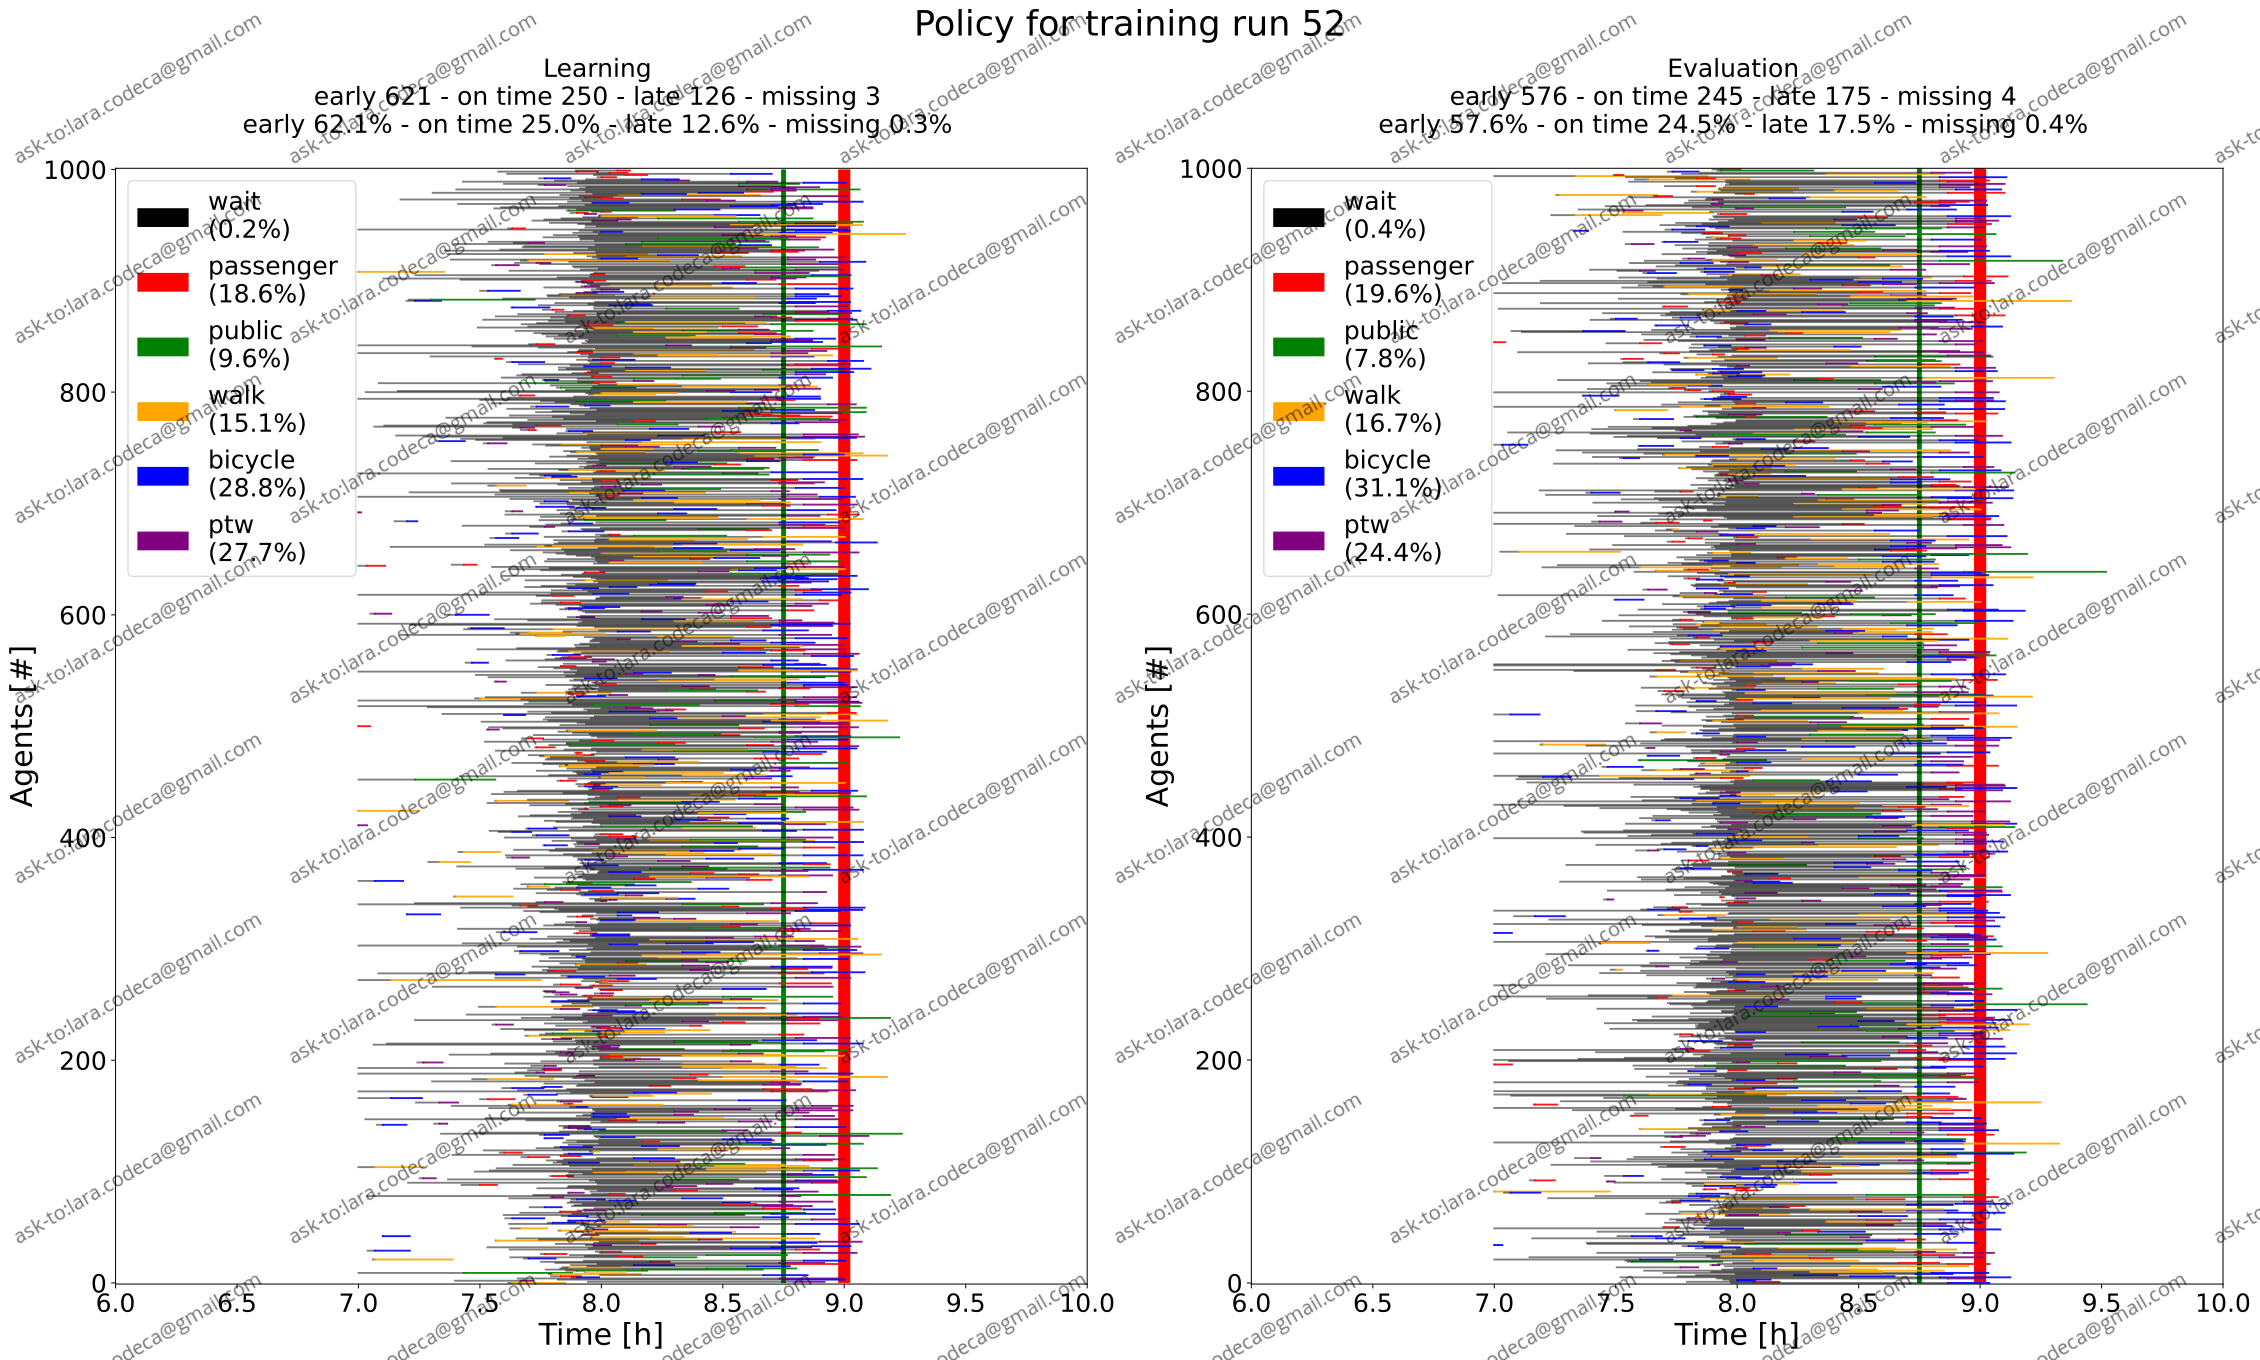 Policy for training run 52
Learning
early 621 - on time 250 - late 126 - missing 3
early 62.1% - on time 25.0% - late 12.6% - missing 0.3%
1000
800
600
400
200
0
Agents [#]
wait
(0.2%)
passenger
(18.6%)
public
(9.6%)
walk
(15.1%)
bicycle
(28.8%)
ptw
(27.7%)
6.0 6.5 7.0 7.5 8.0 8.5 9.0 9.5 10.0
Time [h]
Evaluation
early 576 - on time 245 - late 175 - missing 4
early 57.6% - on time 24.5% - late 17.5% - missing 0.4%
1000
800
600
400
200
0
Agents [#]
wait
(0.4%)
passenger
(19.6%)
public
(7.8%)
walk
(16.7%)
bicycle
(31.1%)
ptw
(24.4%)
6.0 6.5 7.0 7.5 8.0 8.5 9.0 9.5 10.0
Time [h]
ask-to:lara.codeca@gmail.com